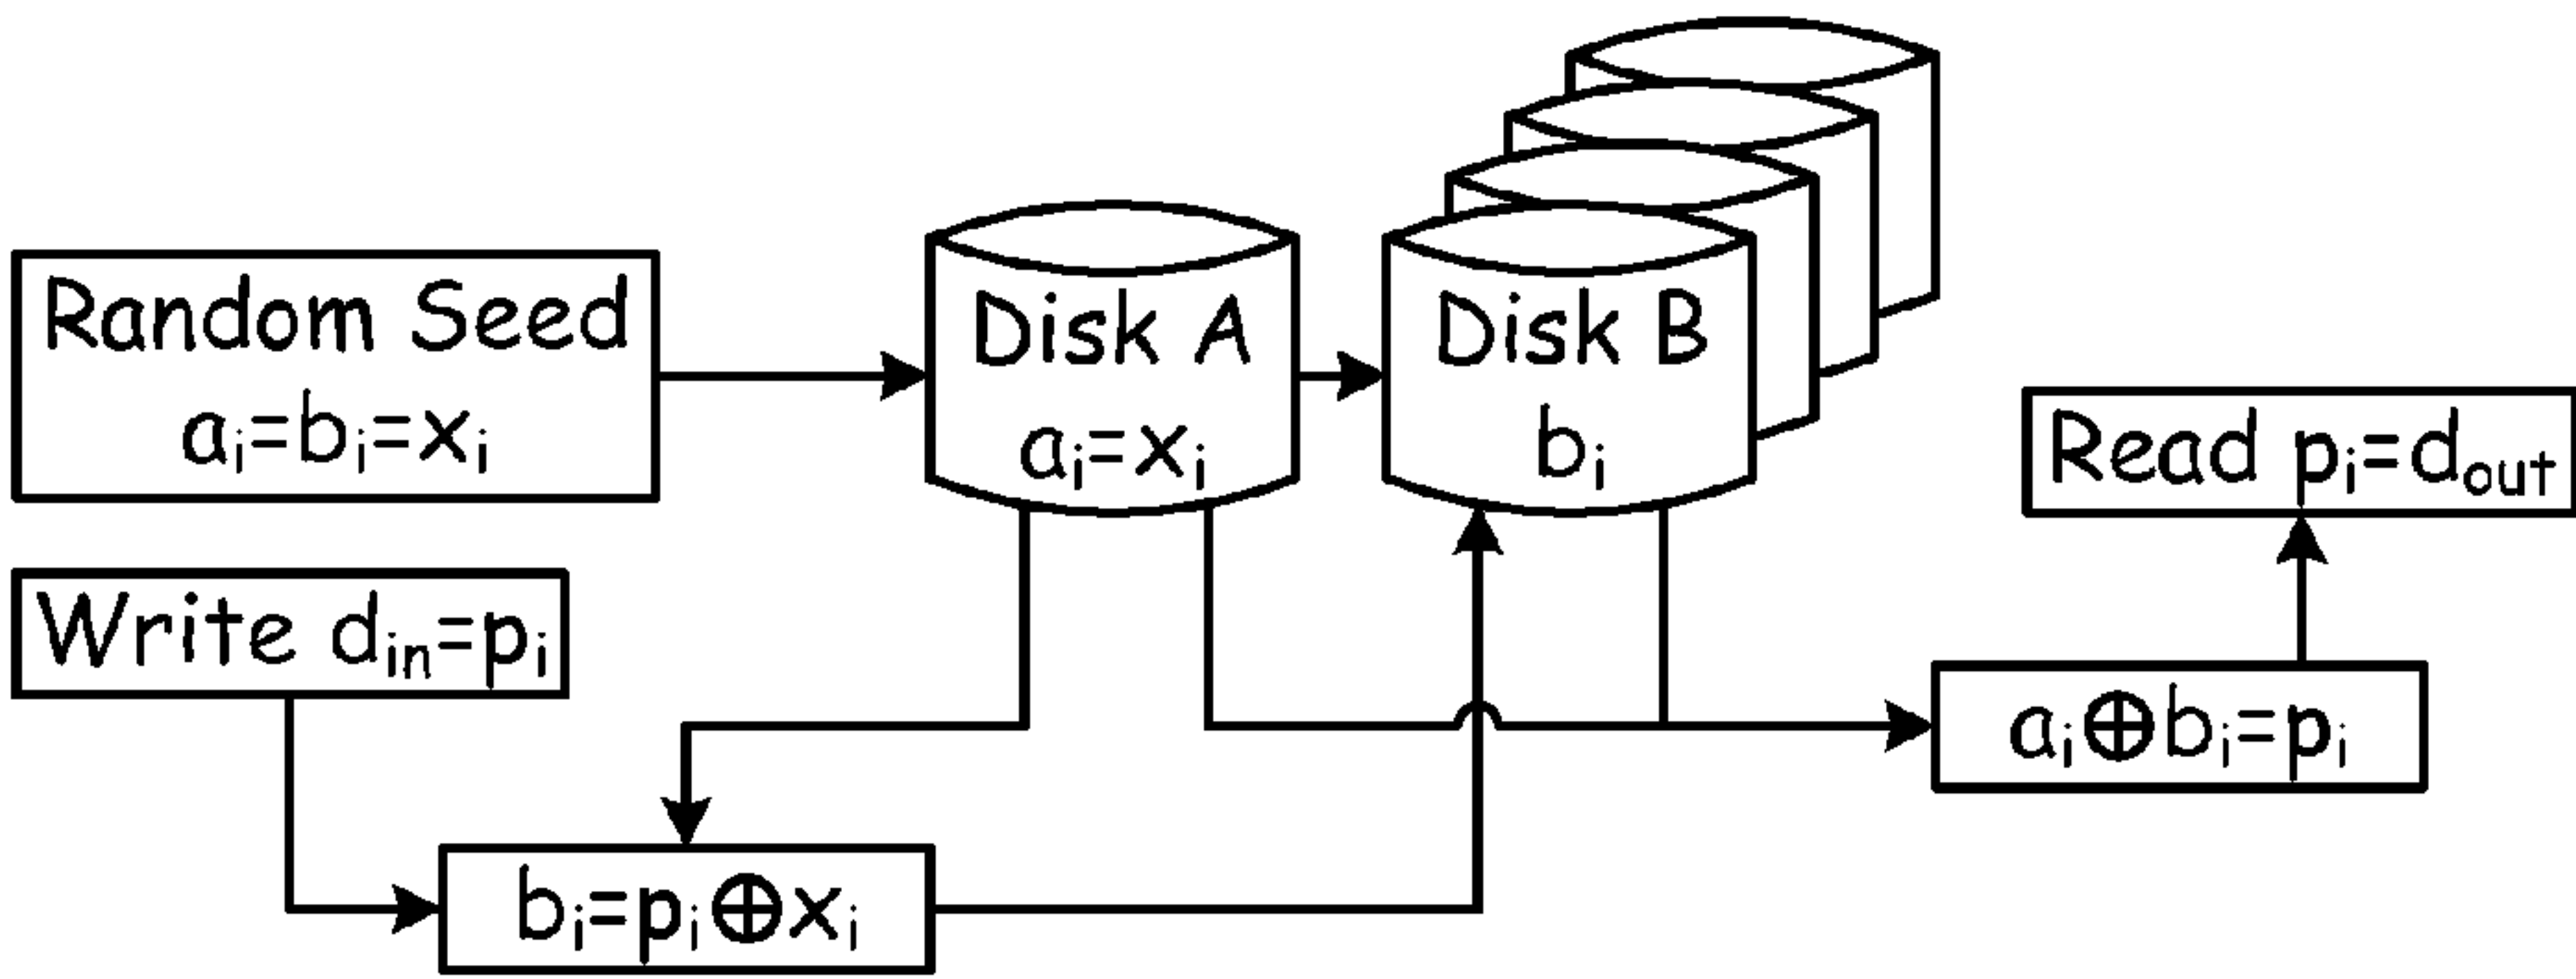 Random Seed
aᵢ=bᵢ=xᵢ
Disk A
aᵢ=xᵢ
Disk B
bᵢ
Read pᵢ=dₒᵤₜ
Write dᵢₙ=pᵢ
aᵢ⊕bᵢ=pᵢ
bᵢ=pᵢ⊕xᵢ